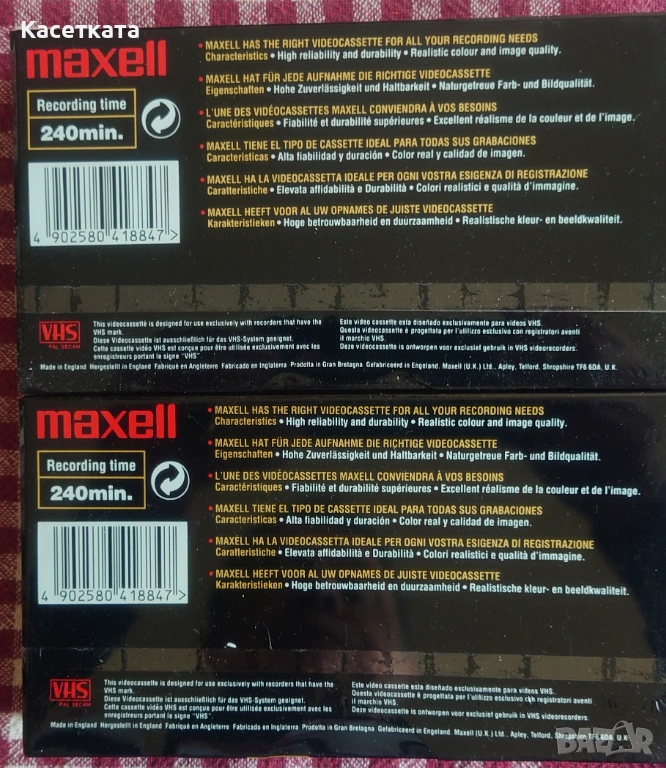 Касетката
maxell
Recording time
240min.
4 902580 418847>
• MAXELL HAS THE RIGHT VIDEOCASSETTE FOR ALL YOUR RECORDING NEEDS
Characteristics • High reliability and durability • Realistic colour and image quality.
• MAXELL HAT FÜR JEDE AUFNAHME DIE RICHTIGE VIDEOCASSETTE
Eigenschaften • Hohe Zuverlässigkeit und Haltbarkeit • Naturgetreue Farb- und Bildqualität.
• L'UNE DES VIDÉOCASSETTES MAXELL CONVIENDRA À VOS BESOINS
Caractéristiques • Fiabilité et durabilité supérieures • Excellent réalisme de la couleur et de l'image.
• MAXELL TIENE EL TIPO DE CASSETTE IDEAL PARA TODAS SUS GRABACIONES
Caracteristicas • Alta fiabilidad y duración • Color real y calidad de imagen.
• MAXELL HA LA VIDEOCASSETTA IDEALE PER OGNI VOSTRA ESIGENZA DI REGISTRAZIONE
Caratteristiche • Elevata affidabilità e Durabilità • Colori realistici e qualità d'immagine.
• MAXELL HEEFT VOOR AL UW OPNAMES DE JUISTE VIDEOCASSETTE
Karakteristieken • Hoge betrouwbaarheid en duurzaamheid • Realistische kleur- en beeldkwaliteit.
VHS
PAL SECAM
This videocassette is designed for use exclusively with recorders that have the
VHS mark.
Diese Videocassette ist ausschließlich für das VHS-System geeignet.
Cette cassette vidéo VHS est conçue pour être utilisée exclusivement avec les
enregistreurs portant le signe "VHS"
Este video cassette esta diseñado exclusivamente para videos VHS.
Questa videocassette è progettata per l'utilizzo esclusivo con registratori aventi
il marchio VHS.
Deze videocassette is ontworpen voor exclusief gebruik in VHS videorecorders.
Made in England Hergestellt in England Fabriqué en Angleterre Fabricado en Inglaterra Prodotta in Gran Bretagna Gefabriceerd in Engeland. Maxell (U.K.) Ltd., Apley, Telford, Shropshire TF6 6DA, U.K.
maxell
Recording time
240min.
4 902580 418847>
• MAXELL HAS THE RIGHT VIDEOCASSETTE FOR ALL YOUR RECORDING NEEDS
Characteristics • High reliability and durability • Realistic colour and image quality.
• MAXELL HAT FÜR JEDE AUFNAHME DIE RICHTIGE VIDEOCASSETTE
Eigenschaften • Hohe Zuverlässigkeit und Haltbarkeit • Naturgetreue Farb- und Bildqualität.
• L'UNE DES VIDÉOCASSETTES MAXELL CONVIENDRA À VOS BESOINS
Caractéristiques • Fiabilité et durabilité supérieures • Excellent réalisme de la couleur et de l'image.
• MAXELL TIENE EL TIPO DE CASSETTE IDEAL PARA TODAS SUS GRABACIONES
Caracteristicas • Alta fiabilidad y duración • Color real y calidad de imagen.
• MAXELL HA LA VIDEOCASSETTA IDEALE PER OGNI VOSTRA ESIGENZA DI REGISTRAZIONE
Caratteristiche • Elevata affidabilità e Durabilità • Colori realistici e qualità d'immagine.
• MAXELL HEEFT VOOR AL UW OPNAMES DE JUISTE VIDEOCASSETTE
Karakteristieken • Hoge betrouwbaarheid en duurzaamheid • Realistische kleur- en beeldkwaliteit.
VHS
PAL SECAM
This videocassette is designed for use exclusively with recorders that have the
VHS mark.
Diese Videocassette ist ausschließlich für das VHS-System geeignet.
Cette cassette vidéo VHS est conçue pour être utilisée exclusivement avec les
enregistreurs portant le signe "VHS".
Este video cassette esta diseñado exclusivamente para videos VHS.
Questa videocassette è progettata per l'utilizzo esclusivo con registratori aventi
il marchio VHS.
Deze videocassette is ontworpen voor exclusief gebruik in VHS videorecorders.
Made in England Hergestellt in England Fabriqué en Angleterre Fabricado en Inglaterra Prodotta in Gran Bretagna Gefabriceerd in Engeland. Maxell (U.K.) Ltd., Apley, Telford, Shropshire TF6 6DA, U.K.
BAZAR